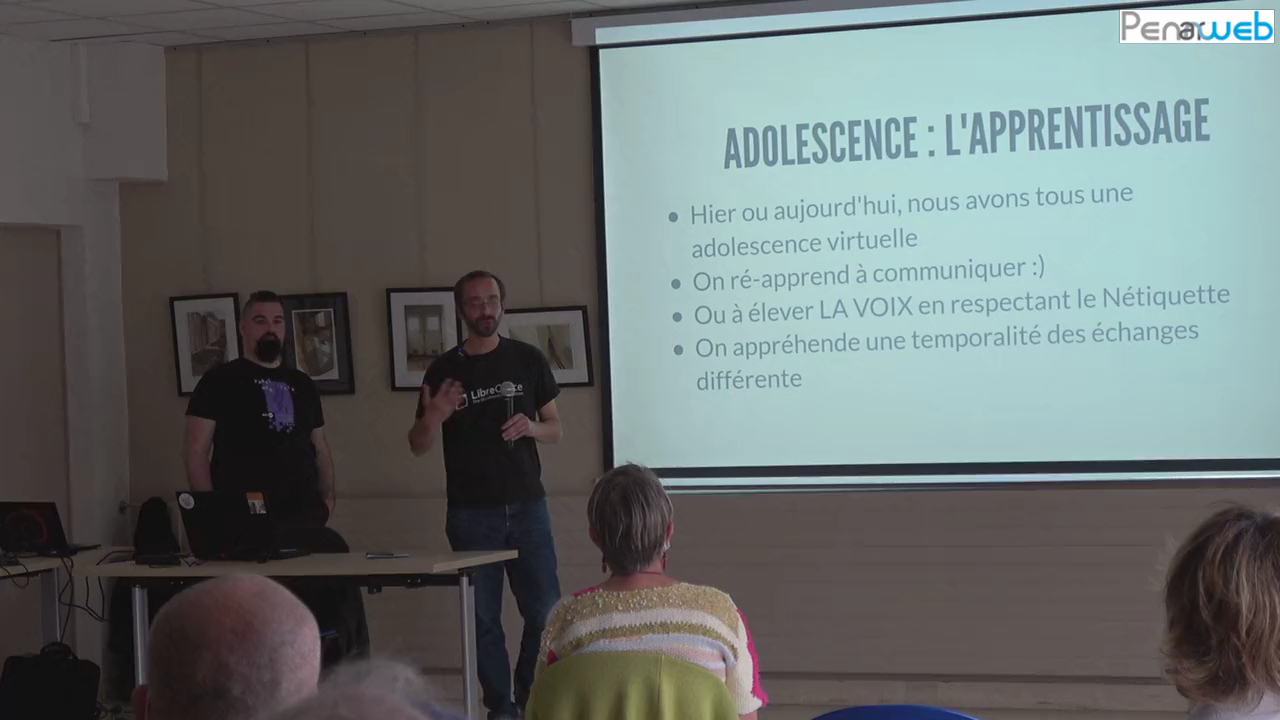 Penarweb
ADOLESCENCE : L'APPRENTISSAGE
• Hier ou aujourd'hui, nous avons tous une
adolescence virtuelle
• On ré-apprend à communiquer :)
• Ou à élever LA VOIX en respectant le Nétiquette
• On appréhende une temporalité des échanges
différente